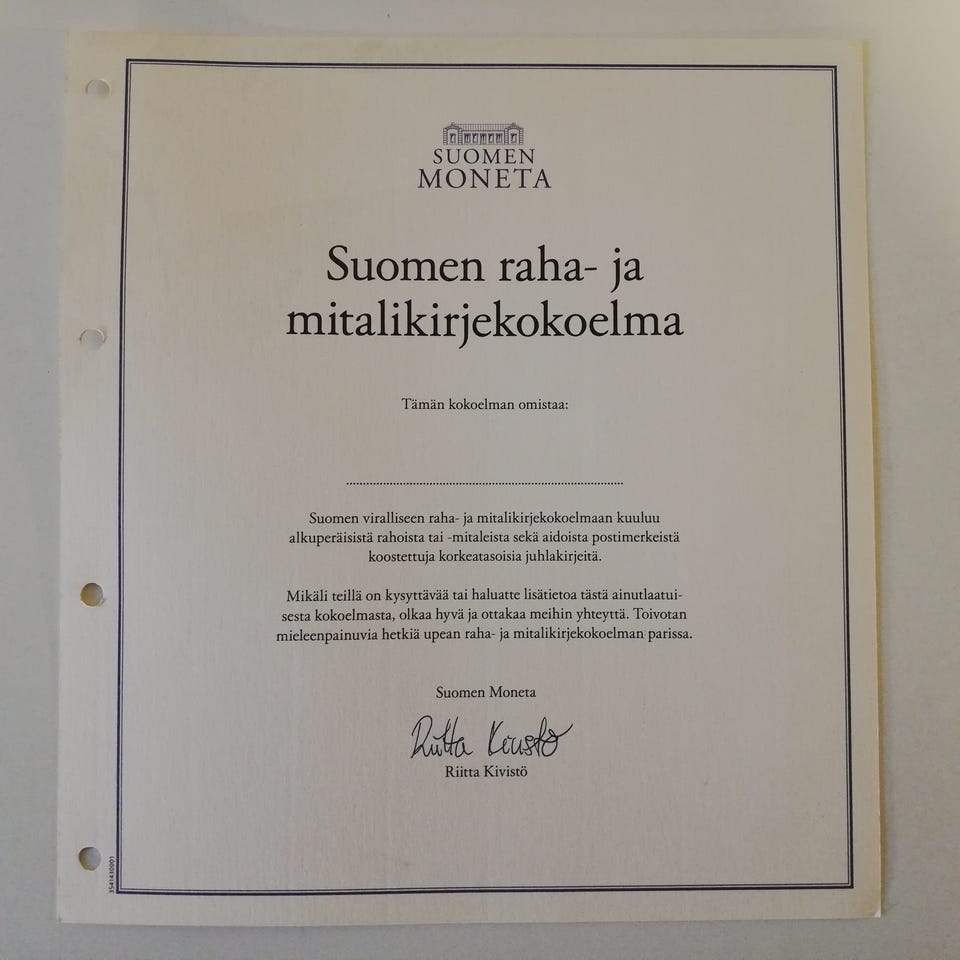 SUOMEN
MONETA
Suomen raha- ja
mitalikirjekokoelma
Tämän kokoelman omistaa:
Suomen viralliseen raha- ja mitalikirjekokoelmaan kuuluu
alkuperäisistä rahoista tai -mitaleista sekä aidoista postimerkeistä
koostettuja korkeatasoisia juhlakirjeitä.
Mikäli teillä on kysyttävää tai haluatte lisätietoa tästä ainutlaatui-
sesta kokoelmasta, olkaa hyvä ja ottakaa meihin yhteyttä. Toivotan
mieleenpainuvia hetkiä upean raha- ja mitalikirjekokoelman parissa.
Suomen Moneta
Riitta Kivistö
Riitta Kivistö
3541430001